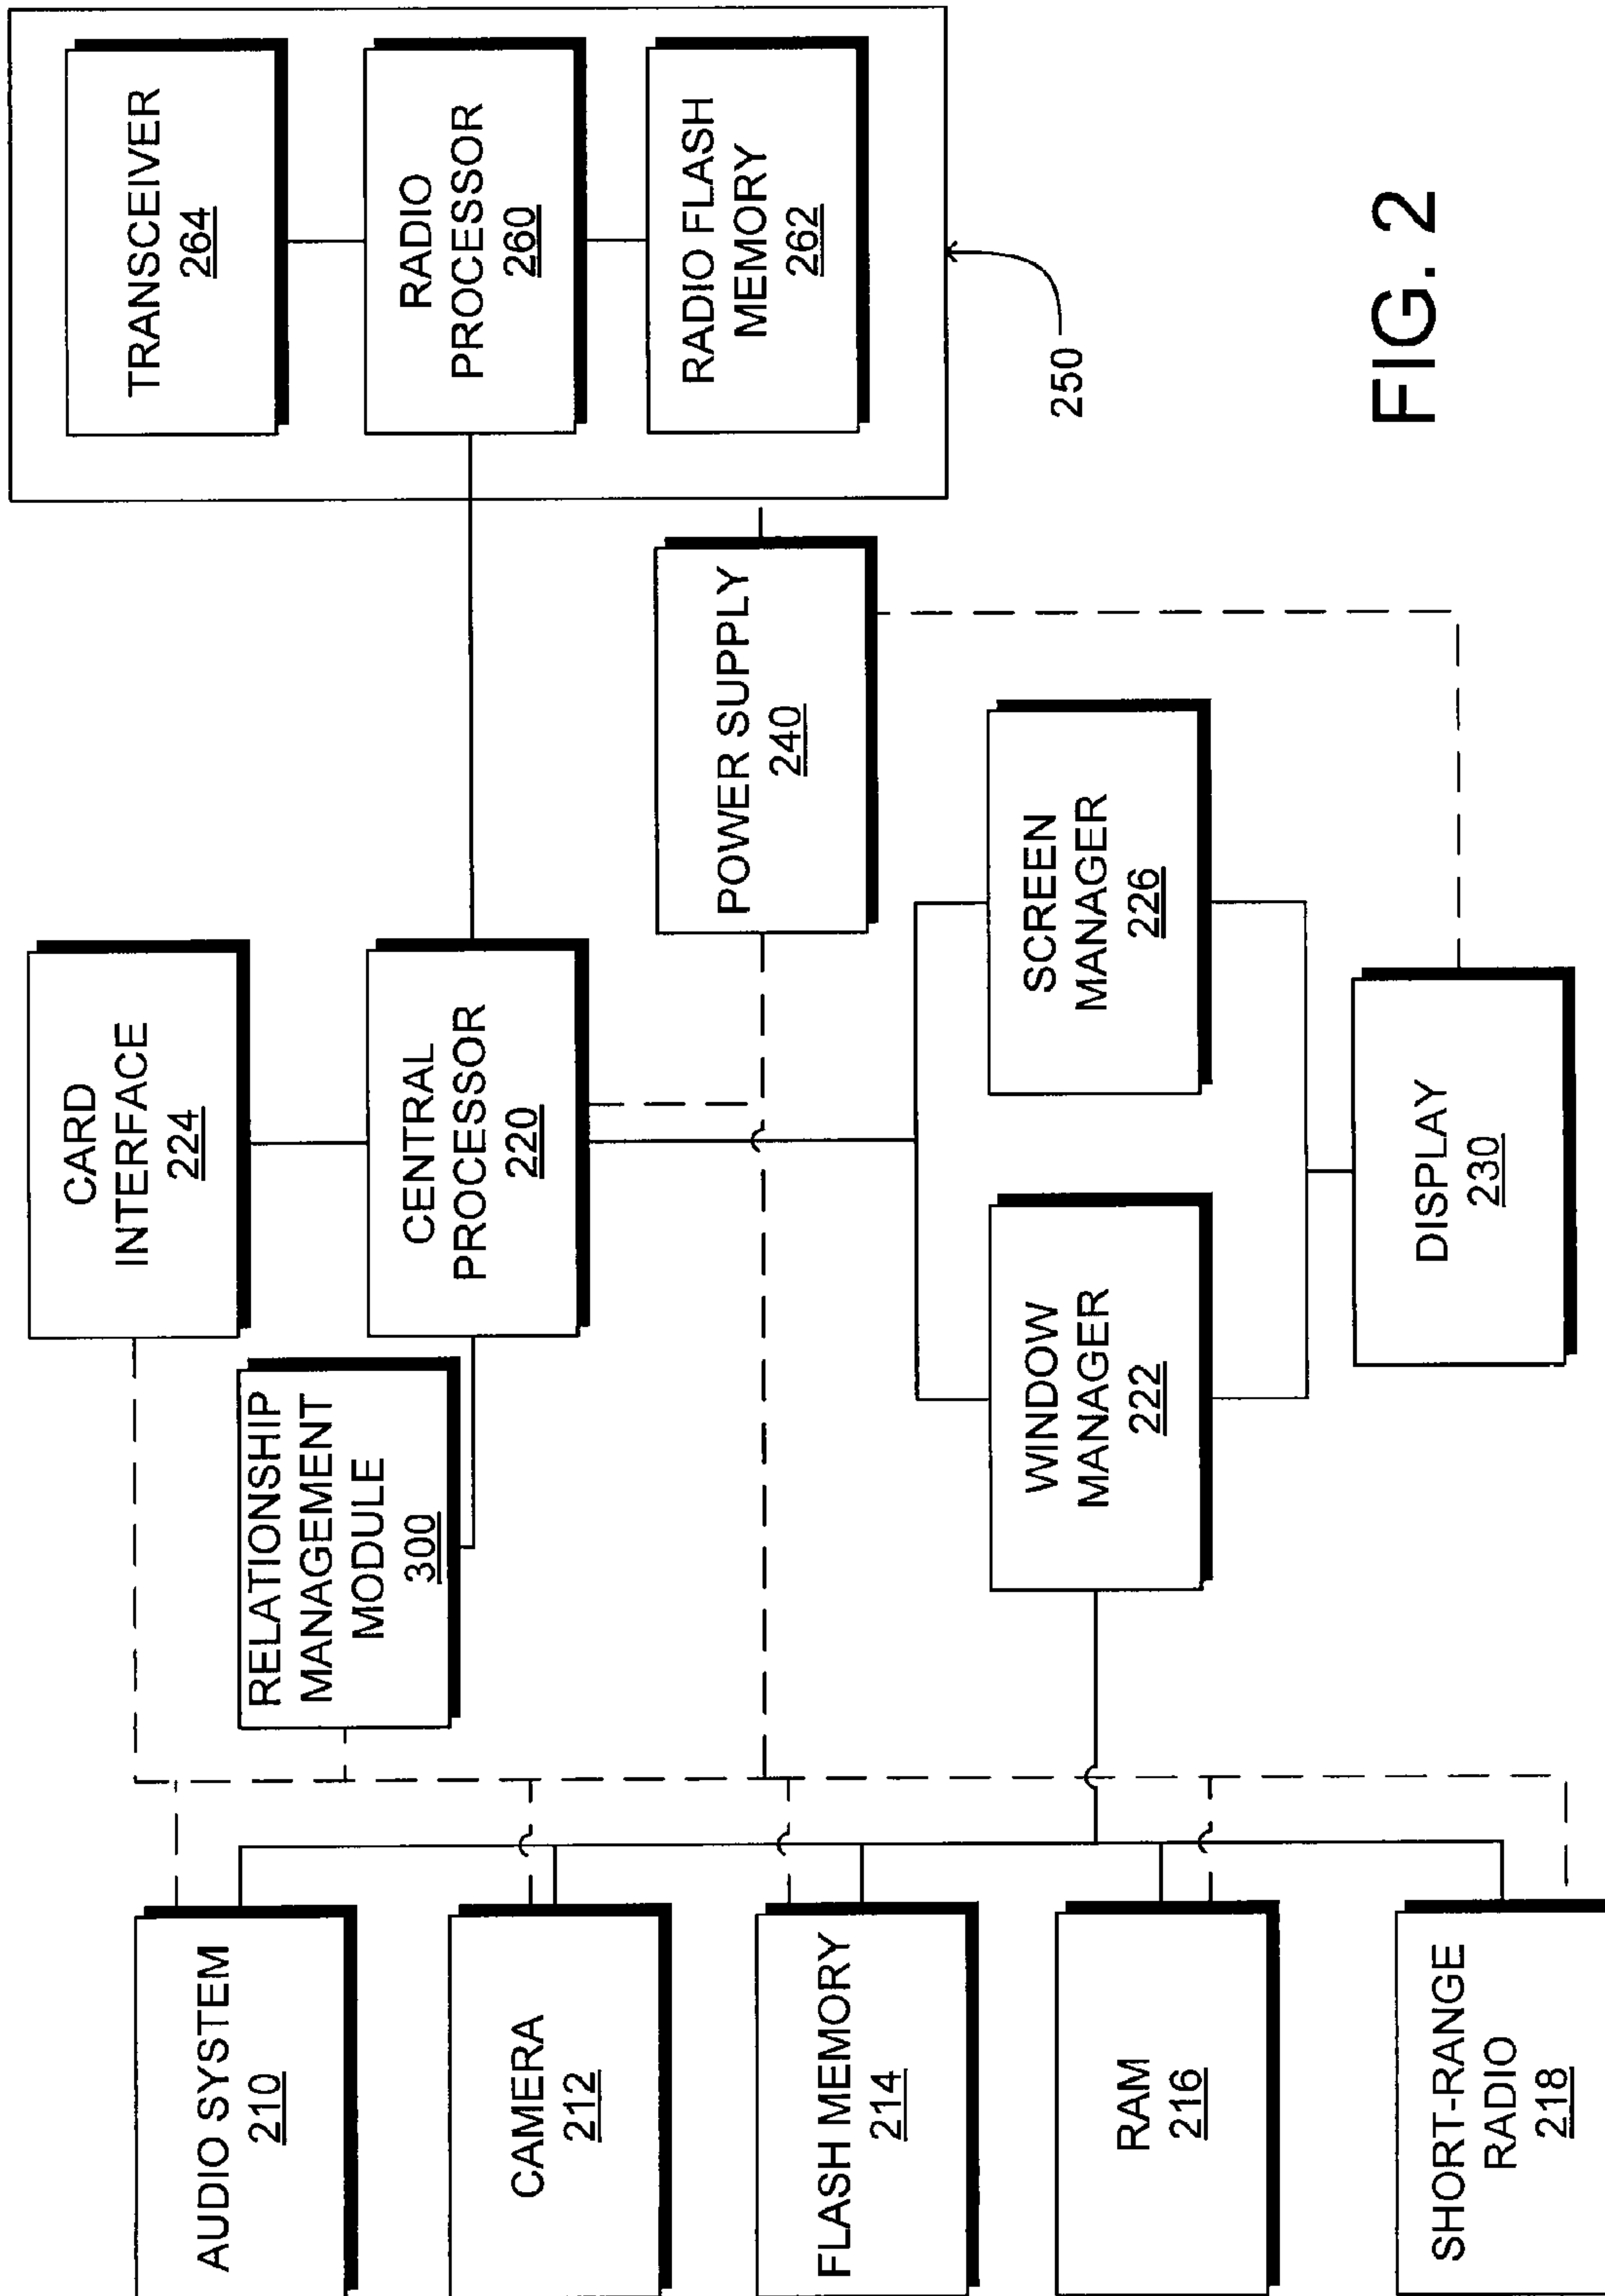 AUDIO SYSTEM
210
CAMERA
212
FLASH MEMORY
214
RAM
216
SHORT-RANGE
RADIO
218
RELATIONSHIP
MANAGEMENT
MODULE
300
CARD
INTERFACE
224
CENTRAL
PROCESSOR
220
WINDOW
MANAGER
222
SCREEN
MANAGER
226
DISPLAY
230
POWER SUPPLY
240
TRANSCEIVER
264
RADIO
PROCESSOR
260
RADIO FLASH
MEMORY
262
250
FIG. 2